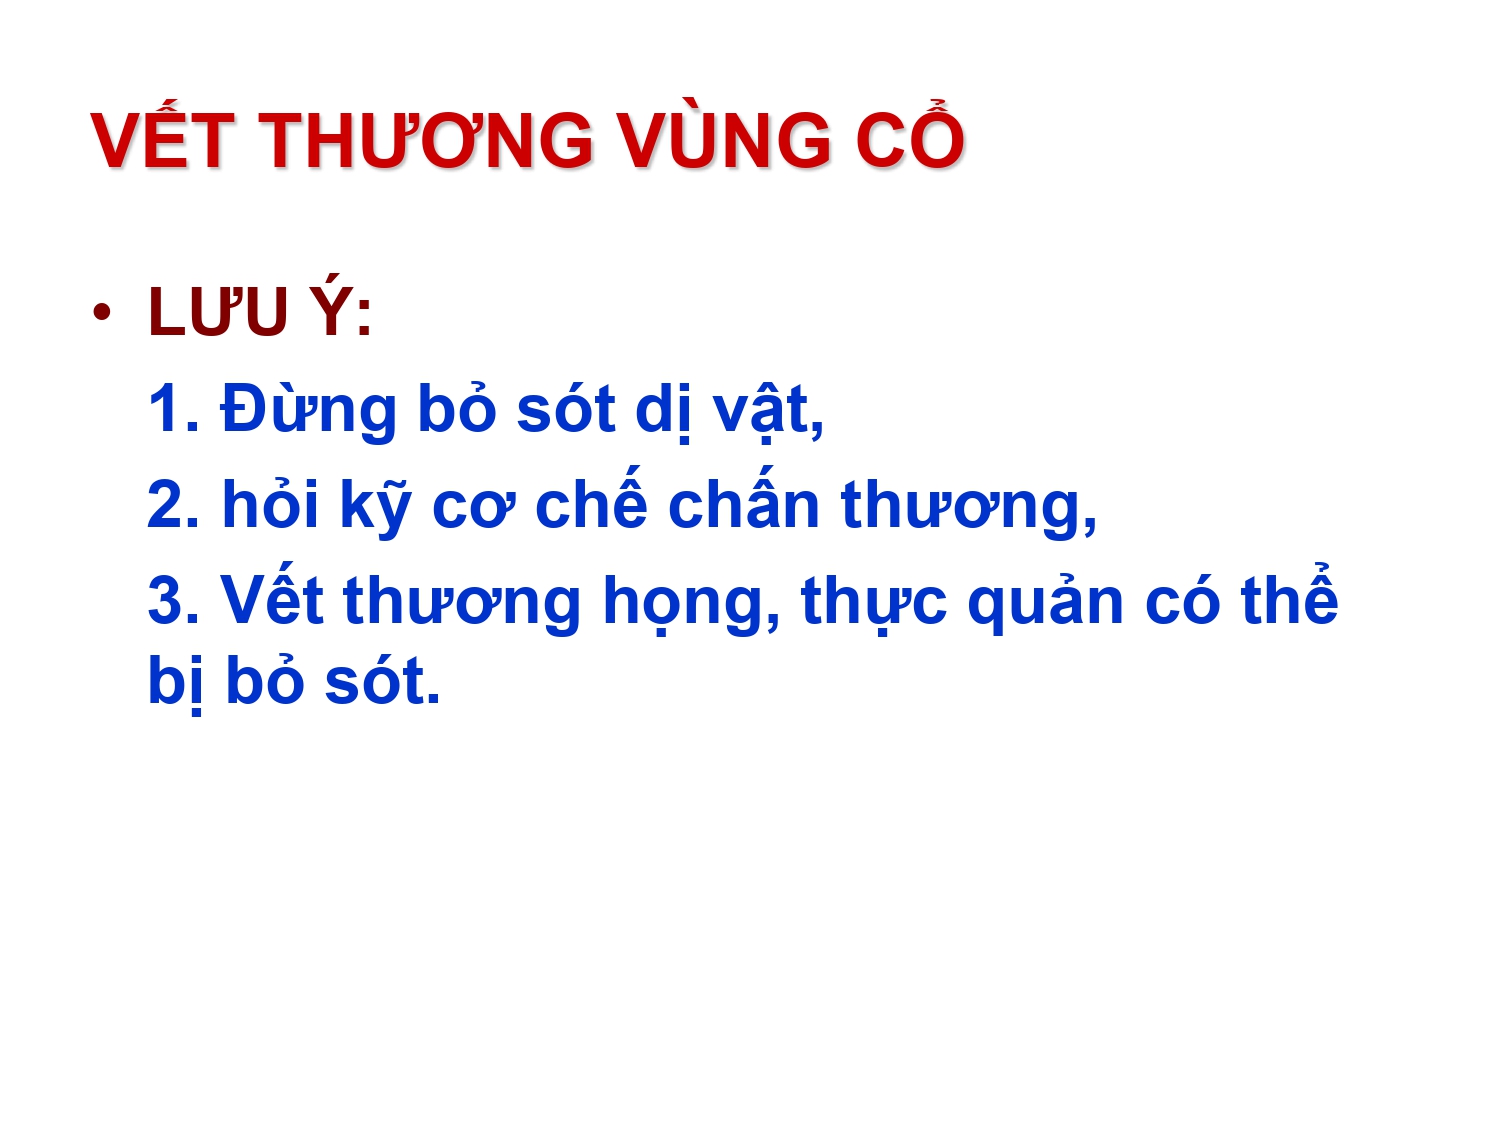 VẾT THƯƠNG VÙNG CỔ
• LƯU Ý:
1. Đừng bỏ sót dị vật,
2. hỏi kỹ cơ chế chấn thương,
3. Vết thương họng, thực quản có thể
bị bỏ sót.